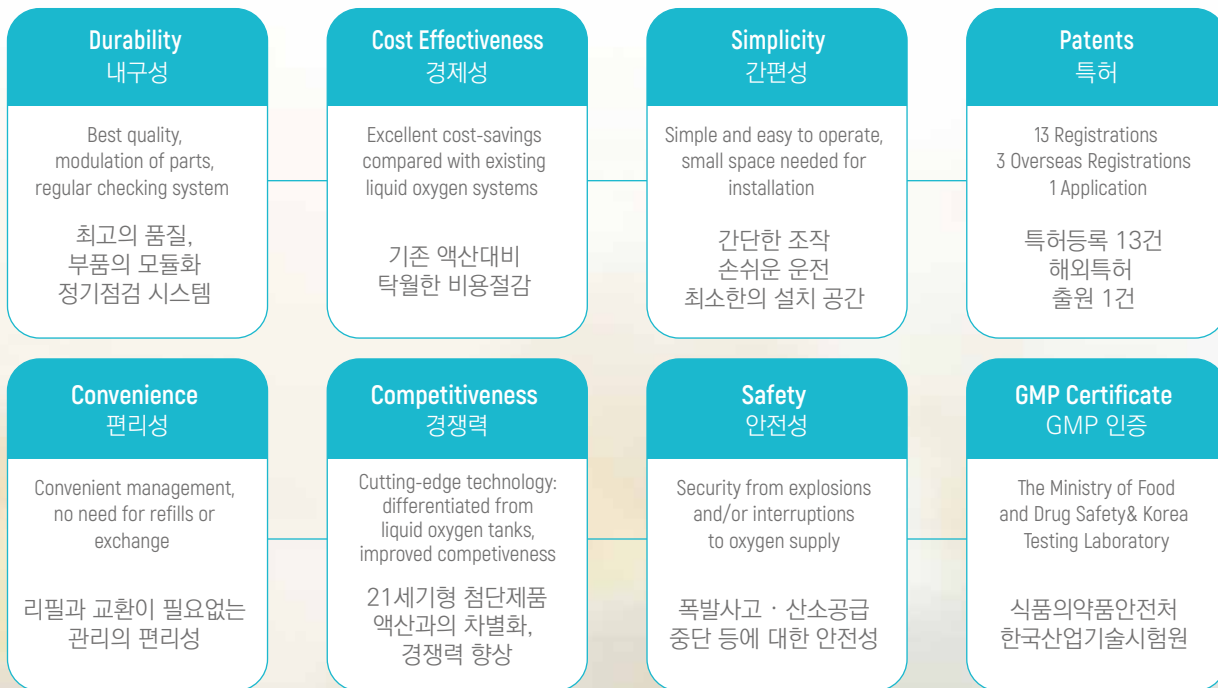 Durability
내구성
Best quality,
modulation of parts,
regular checking system
최고의 품질,
부품의 모듈화
정기점검 시스템
Cost Effectiveness
경제성
Excellent cost-savings
compared with existing
liquid oxygen systems
기존 액산대비
탁월한 비용절감
Simplicity
간편성
Simple and easy to operate,
small space needed for
installation
간단한 조작
손쉬운 운전
최소한의 설치 공간
Patents
특허
13 Registrations
3 Overseas Registrations
1 Application
특허등록 13건
해외특허
출원 1건
Convenience
편리성
Convenient management,
no need for refills or
exchange
리필과 교환이 필요없는
관리의 편리성
Competitiveness
경쟁력
Cutting-edge technology:
differentiated from
liquid oxygen tanks,
improved competiveness
21세기형 첨단제품
액산과의 차별화,
경쟁력 향상
Safety
안전성
Security from explosions
and/or interruptions
to oxygen supply
폭발사고 · 산소공급
중단 등에 대한 안전성
GMP Certificate
GMP 인증
The Ministry of Food
and Drug Safety& Korea
Testing Laboratory
식품의약품안전처
한국산업기술시험원